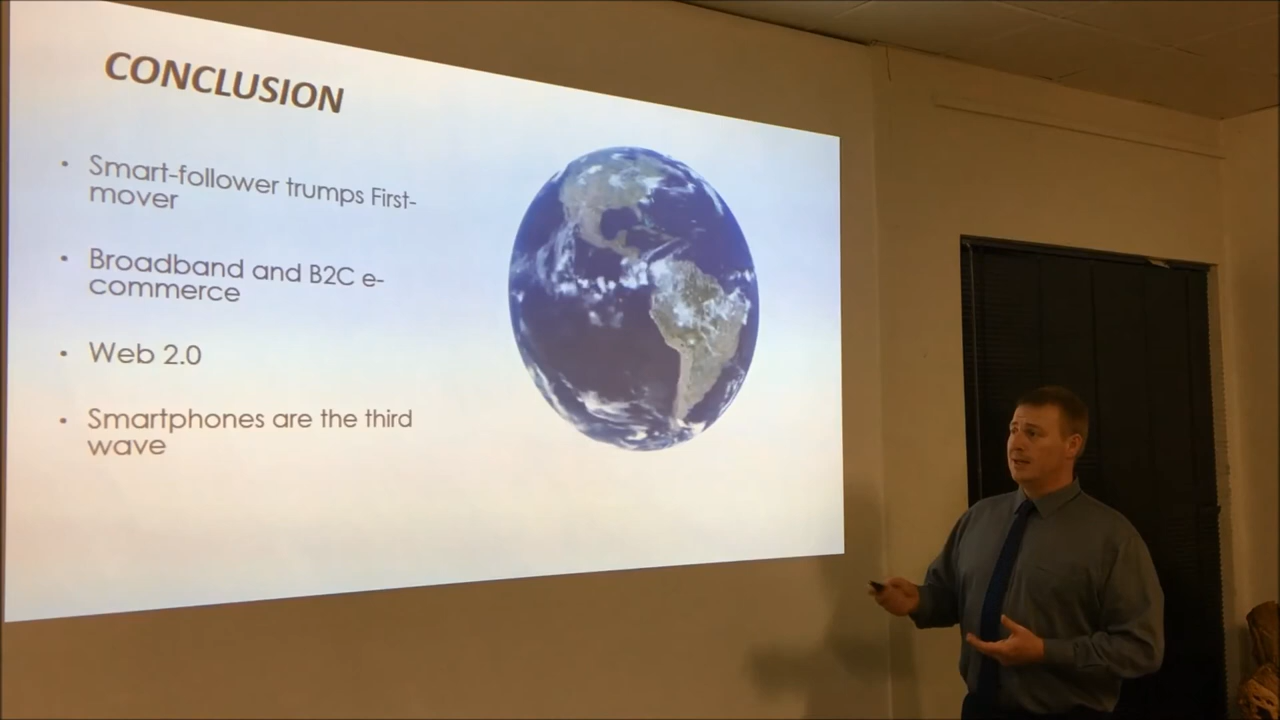 CONCLUSION
• Smart-follower trumps First-
mover
• Broadband and B2C e-
commerce
• Web 2.0
• Smartphones are the third
wave